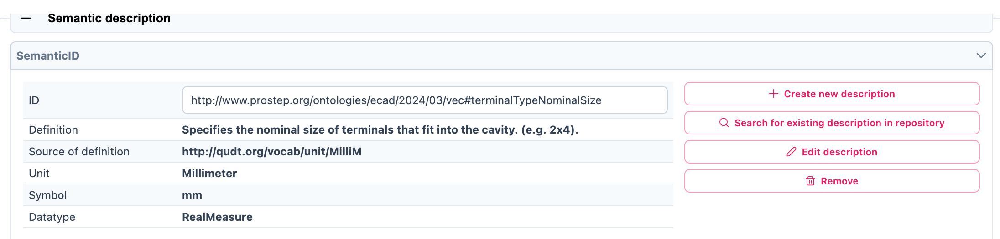 Semantic description
SemanticID
ID http://www.prostep.org/ontologies/ecad/2024/03/vec#terminalTypeNominalSize
Definition Specifies the nominal size of terminals that fit into the cavity. (e.g. 2x4).
Source of definition http://qudt.org/vocab/unit/MilliM
Unit Millimeter
Symbol mm
Datatype RealMeasure
Create new description
Search for existing description in repository
Edit description
Remove